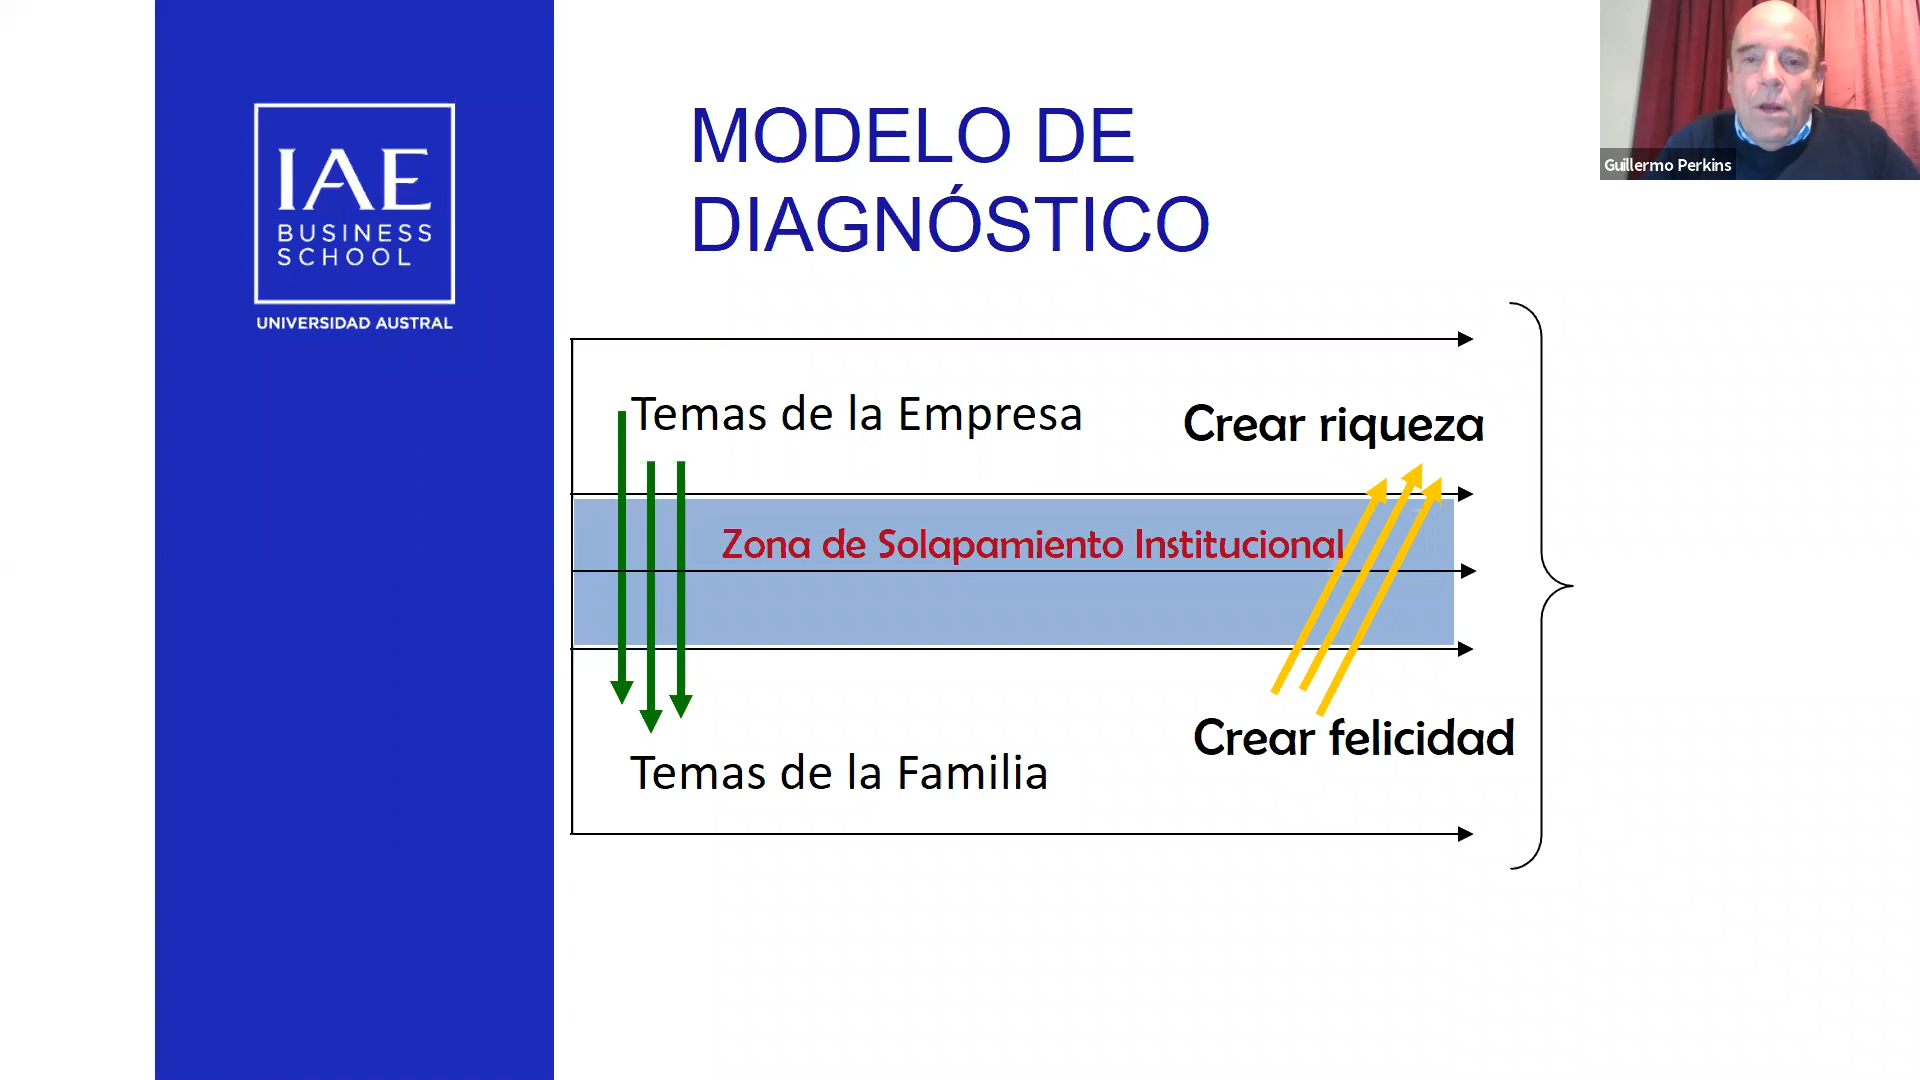 IAE
BUSINESS
SCHOOL
UNIVERSIDAD AUSTRAL
MODELO DE
DIAGNÓSTICO
Guillermo Perkins
Temas de la Empresa
Crear riqueza
Zona de Solapamiento Institucional
Crear felicidad
Temas de la Familia